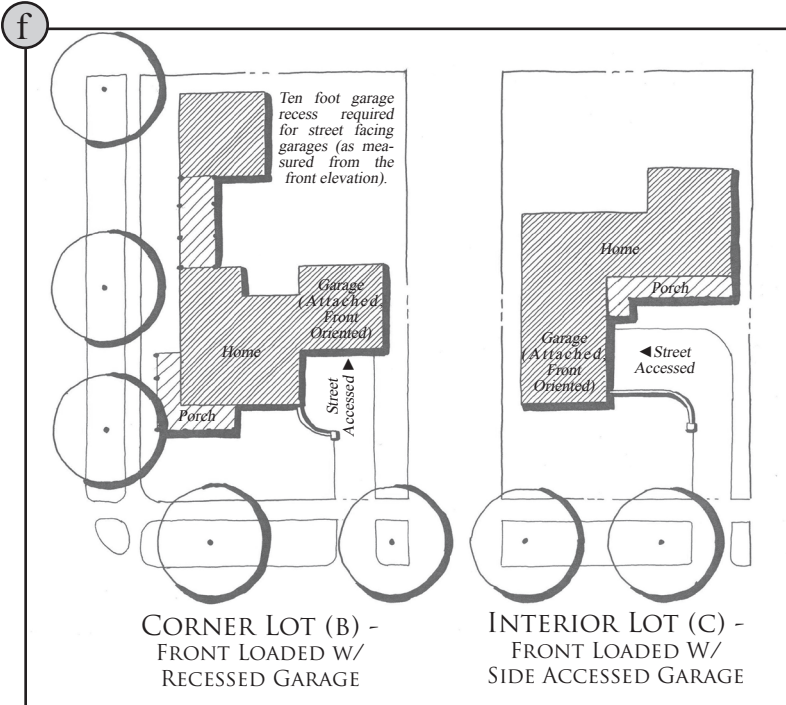 f
Ten foot garage
recess required
for street facing
garages (as mea-
sured from the
front elevation).
Garage
(Attached,
Front
Oriented)
Home
Street
Accessed
Porch
CORNER LOT (B) -
FRONT LOADED W/
RECESSED GARAGE
Home
Porch
Garage
(Attached,
Front
Oriented)
◄Street
Accessed
INTERIOR LOT (C) -
FRONT LOADED W/
SIDE ACCESSED GARAGE